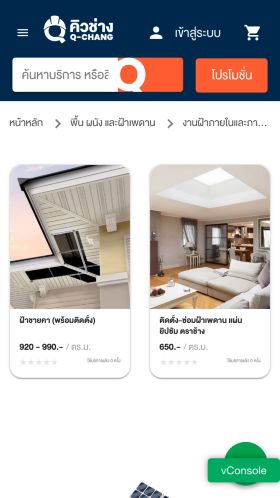 คิวช่าง
Q-CHANG
เข้าสู่ระบบ
ค้นหาบริการ หรือสิ
โปรโมชั่น
หน้าหลัก > พื้น ผนัง และฝ้าเพดาน > งานฝ้าภายในและภา...
ฝ้าชายคา (พร้อมติดตั้ง)
920 - 990.- / ตร.ม.
ให้บริการแล้ว 0 ครั้ง
ติดตั้ง-ซ่อมฝ้าเพดาน แผ่น
ยิปซัม ตราช้าง
650.- / ตร.ม.
ให้บริการแล้ว 0 ครั้ง
vConsole